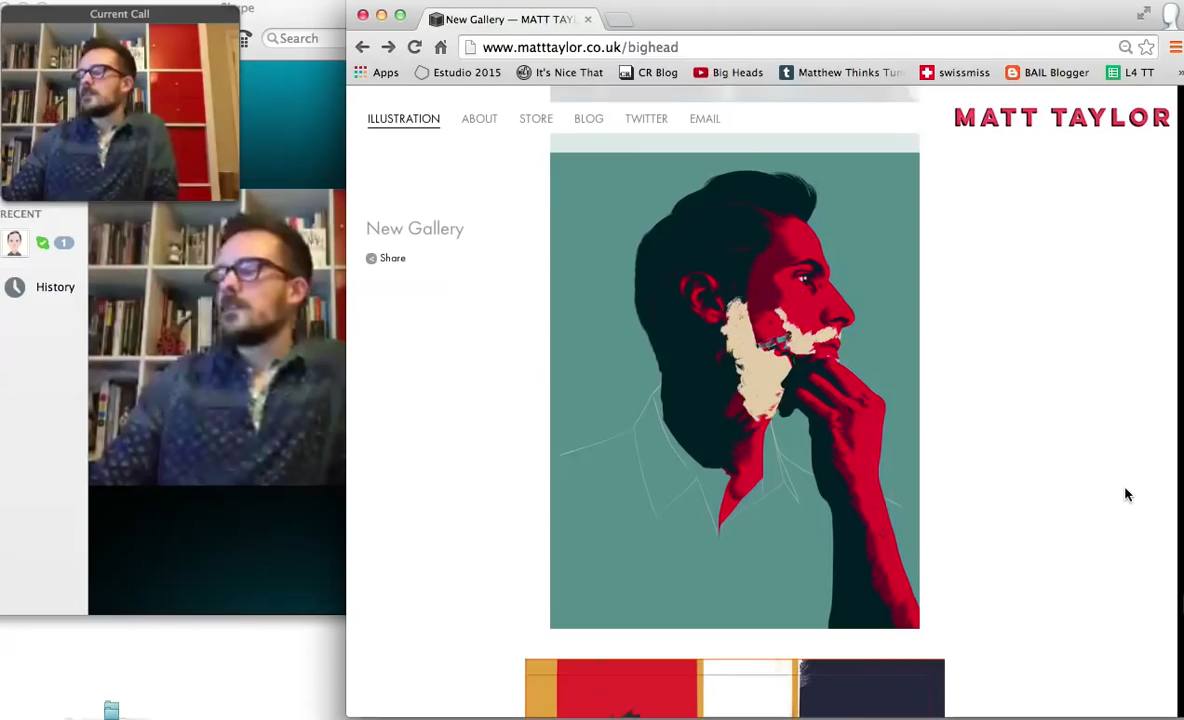 Current Call
Search
RECENT
1
History
New Gallery — MATT TAY
www.matttaylor.co.uk/bighead
Apps
Estudio 2015
It's Nice That
CR Blog
Big Heads
Matthew Thinks Tum
swissmiss
BAIL Blogger
L4 TT
»
ILLUSTRATION
ABOUT
STORE
BLOG
TWITTER
EMAIL
MATT TAYLOR
New Gallery
Share